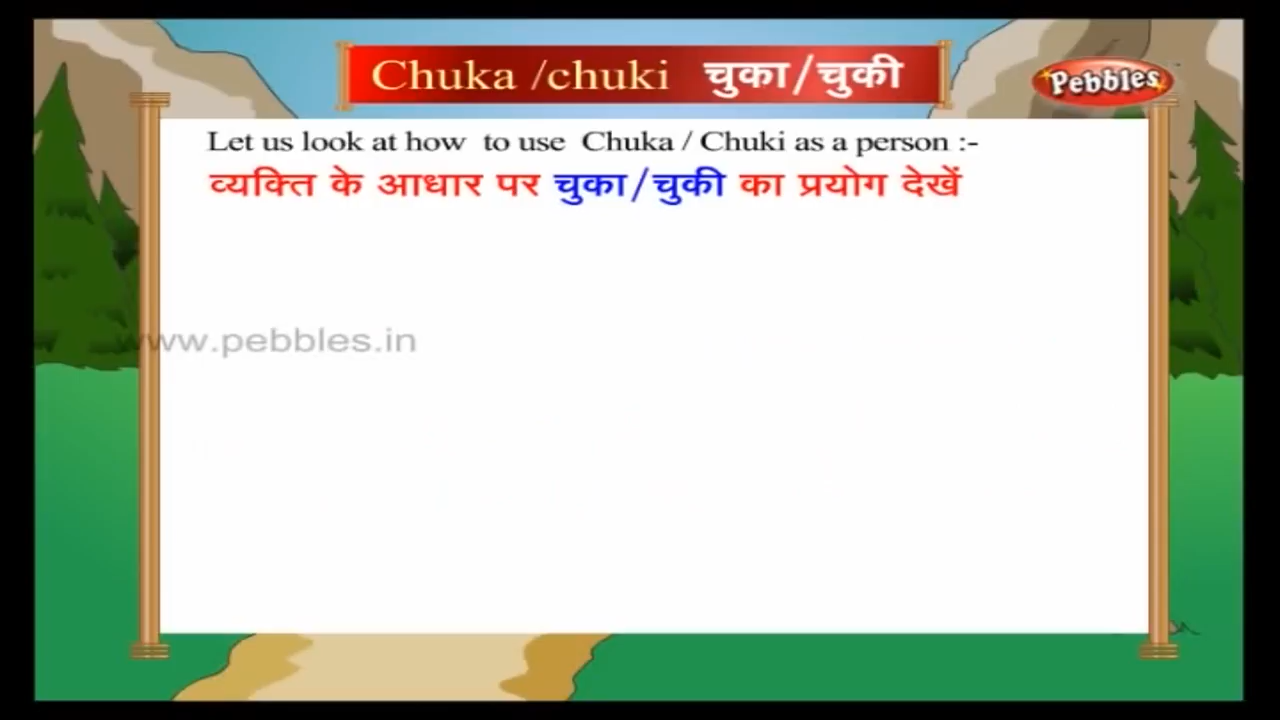 Chuka /chuki चुका/चुकी
Pebbles
Let us look at how to use Chuka / Chuki as a person :-
व्यक्ति के आधार पर चुका/चुकी का प्रयोग देखें
www.pebbles.in